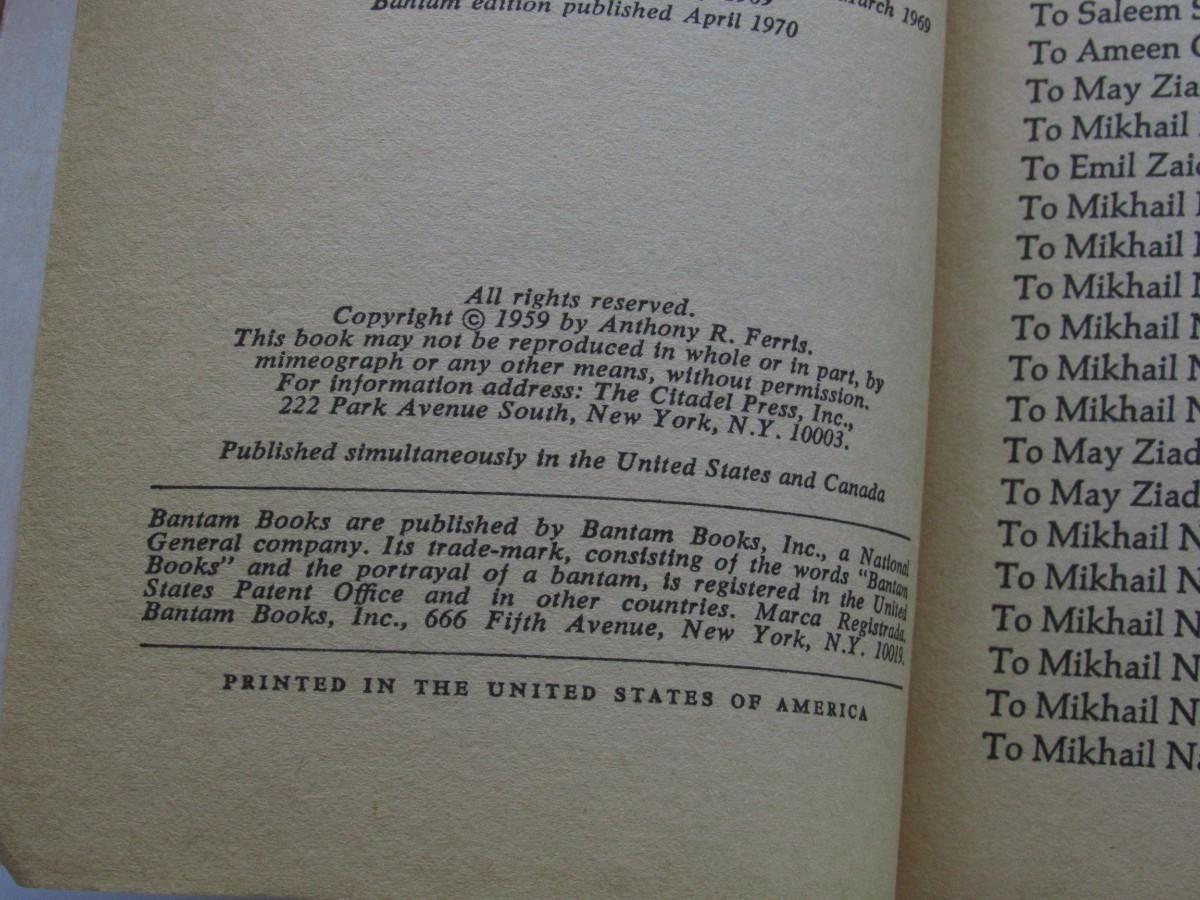 March 1969
Bantam edition published April 1970
All rights reserved.
Copyright © 1959 by Anthony R. Ferris.
This book may not be reproduced in whole or in part, by
mimeograph or any other means, without permission.
For information address: The Citadel Press, Inc.,
222 Park Avenue South, New York, N.Y. 10003.
Published simultaneously in the United States and Canada
Bantam Books are published by Bantam Books, Inc., a National
General company. Its trade-mark, consisting of the words "Bantam
Books" and the portrayal of a bantam, is registered in the United
States Patent Office and in other countries. Marca Registrada.
Bantam Books, Inc., 666 Fifth Avenue, New York, N.Y. 10019.
PRINTED IN THE UNITED STATES OF AMERICA
To Saleem
To Ameen
To May Zia
To Mikhail
To Emil Zai
To Mikhail
To Mikhail
To Mikhail
To Mikhail N
To Mikhail N
To Mikhail N
To May Ziad
To May Ziad
To Mikhail N
To Mikhail N
To Mikhail N
To Mikhail N
To Mikhail N
To Mikhail Na